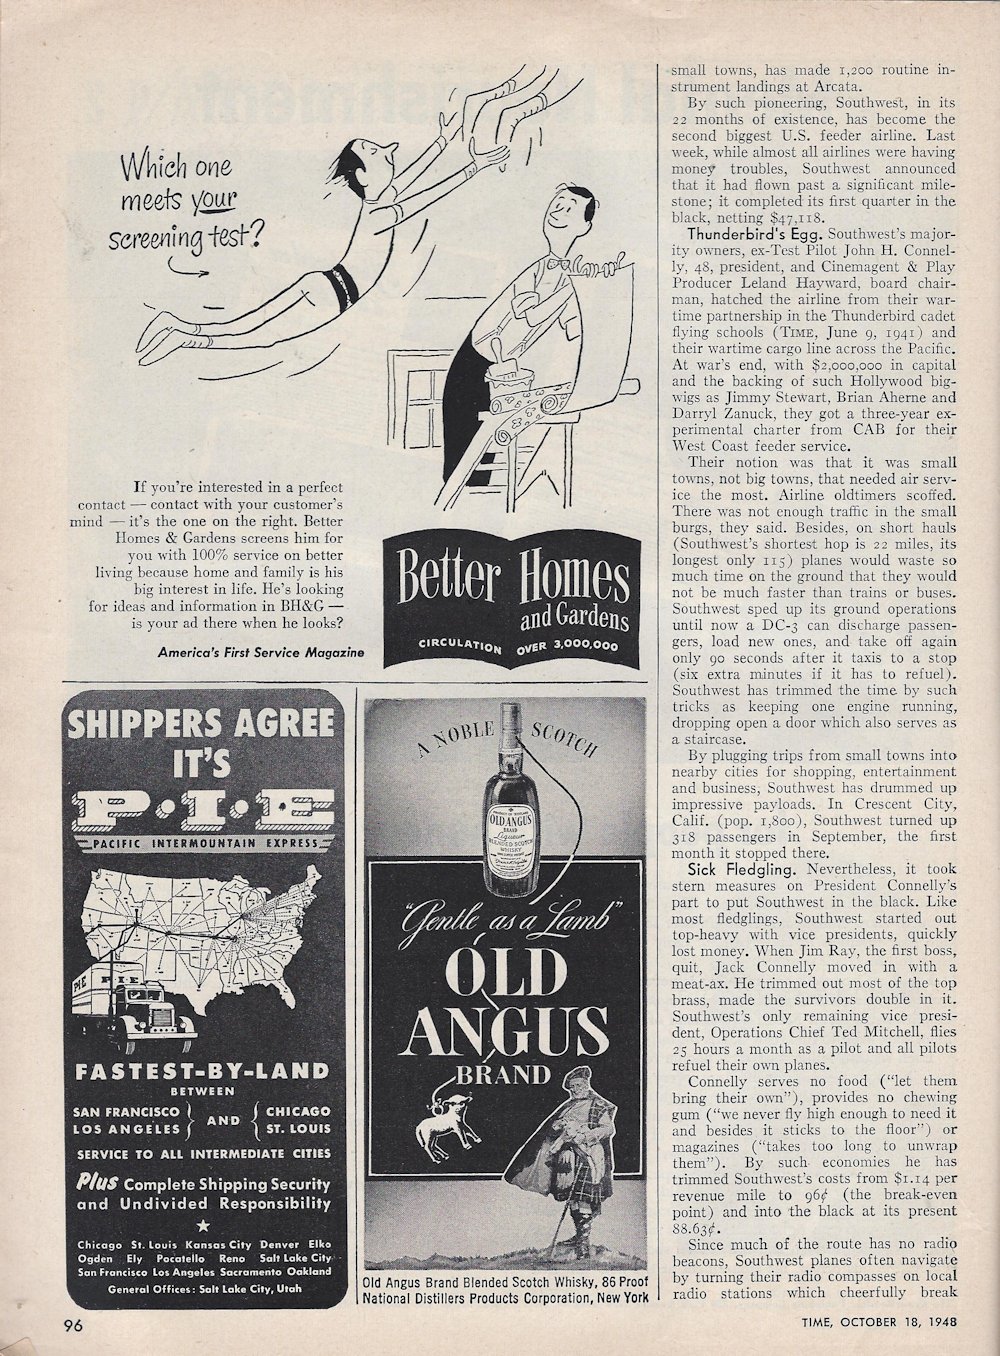 Which one
meets your
screening test?
If you're interested in a perfect
contact — contact with your customer's
mind — it's the one on the right. Better
Homes & Gardens screens him for
you with 100% service on better
living because home and family is his
big interest in life. He's looking
for ideas and information in BH&G —
is your ad there when he looks?
America's First Service Magazine
Better Homes
and Gardens
CIRCULATION OVER 3,000,000
SHIPPERS AGREE
IT'S
P·I·E
PACIFIC INTERMOUNTAIN EXPRESS
P·I·E
FASTEST-BY-LAND
BETWEEN
SAN FRANCISCO
LOS ANGELES
AND
CHICAGO
ST. LOUIS
SERVICE TO ALL INTERMEDIATE CITIES
Plus Complete Shipping Security
and Undivided Responsibility
Chicago St. Louis Kansas City Denver Elko
Ogden Ely Pocatello Reno Salt Lake City
San Francisco Los Angeles Sacramento Oakland
General Offices: Salt Lake City, Utah
A NOBLE SCOTCH
OLD ANGUS
BRAND
Liqueur
BLENDED SCOTCH
WHISKY
"Gentle as a Lamb"
OLD
ANGUS
BRAND
Old Angus Brand Blended Scotch Whisky, 86 Proof
National Distillers Products Corporation, New York
small towns, has made 1,200 routine in-
strument landings at Arcata.
By such pioneering, Southwest, in its
22 months of existence, has become the
second biggest U.S. feeder airline. Last
week, while almost all airlines were having
money troubles, Southwest announced
that it had flown past a significant mile-
stone; it completed its first quarter in the
black, netting $47,118.
Thunderbird's Egg. Southwest's major-
ity owners, ex-Test Pilot John H. Connel-
ly, 48, president, and Cinemagent & Play
Producer Leland Hayward, board chair-
man, hatched the airline from their war-
time partnership in the Thunderbird cadet
flying schools (TIME, June 9, 1941) and
their wartime cargo line across the Pacific.
At war's end, with $2,000,000 in capital
and the backing of such Hollywood big-
wigs as Jimmy Stewart, Brian Aherne and
Darryl Zanuck, they got a three-year ex-
perimental charter from CAB for their
West Coast feeder service.
Their notion was that it was small
towns, not big towns, that needed air serv-
ice the most. Airline oldtimers scoffed.
There was not enough traffic in the small
burgs, they said. Besides, on short hauls
(Southwest's shortest hop is 22 miles, its
longest only 115) planes would waste so
much time on the ground that they would
not be much faster than trains or buses.
Southwest sped up its ground operations
until now a DC-3 can discharge passen-
gers, load new ones, and take off again
only 90 seconds after it taxis to a stop
(six extra minutes if it has to refuel).
Southwest has trimmed the time by such
tricks as keeping one engine running,
dropping open a door which also serves as
a staircase.
By plugging trips from small towns into
nearby cities for shopping, entertainment
and business, Southwest has drummed up
impressive payloads. In Crescent City,
Calif. (pop. 1,800), Southwest turned up
318 passengers in September, the first
month it stopped there.
Sick Fledgling. Nevertheless, it took
stern measures on President Connelly's
part to put Southwest in the black. Like
most fledglings, Southwest started out
top-heavy with vice presidents, quickly
lost money. When Jim Ray, the first boss,
quit, Jack Connelly moved in with a
meat-ax. He trimmed out most of the top
brass, made the survivors double in it.
Southwest's only remaining vice presi-
dent, Operations Chief Ted Mitchell, flies
25 hours a month as a pilot and all pilots
refuel their own planes.
Connelly serves no food ("let them
bring their own"), provides no chewing
gum ("we never fly high enough to need it
and besides it sticks to the floor") or
magazines ("takes too long to unwrap
them"). By such economies he has
trimmed Southwest's costs from $1.14 per
revenue mile to 96¢ (the break-even
point) and into the black at its present
88.63¢.
Since much of the route has no radio
beacons, Southwest planes often navigate
by turning their radio compasses on local
radio stations which cheerfully break
96
TIME, OCTOBER 18, 1948